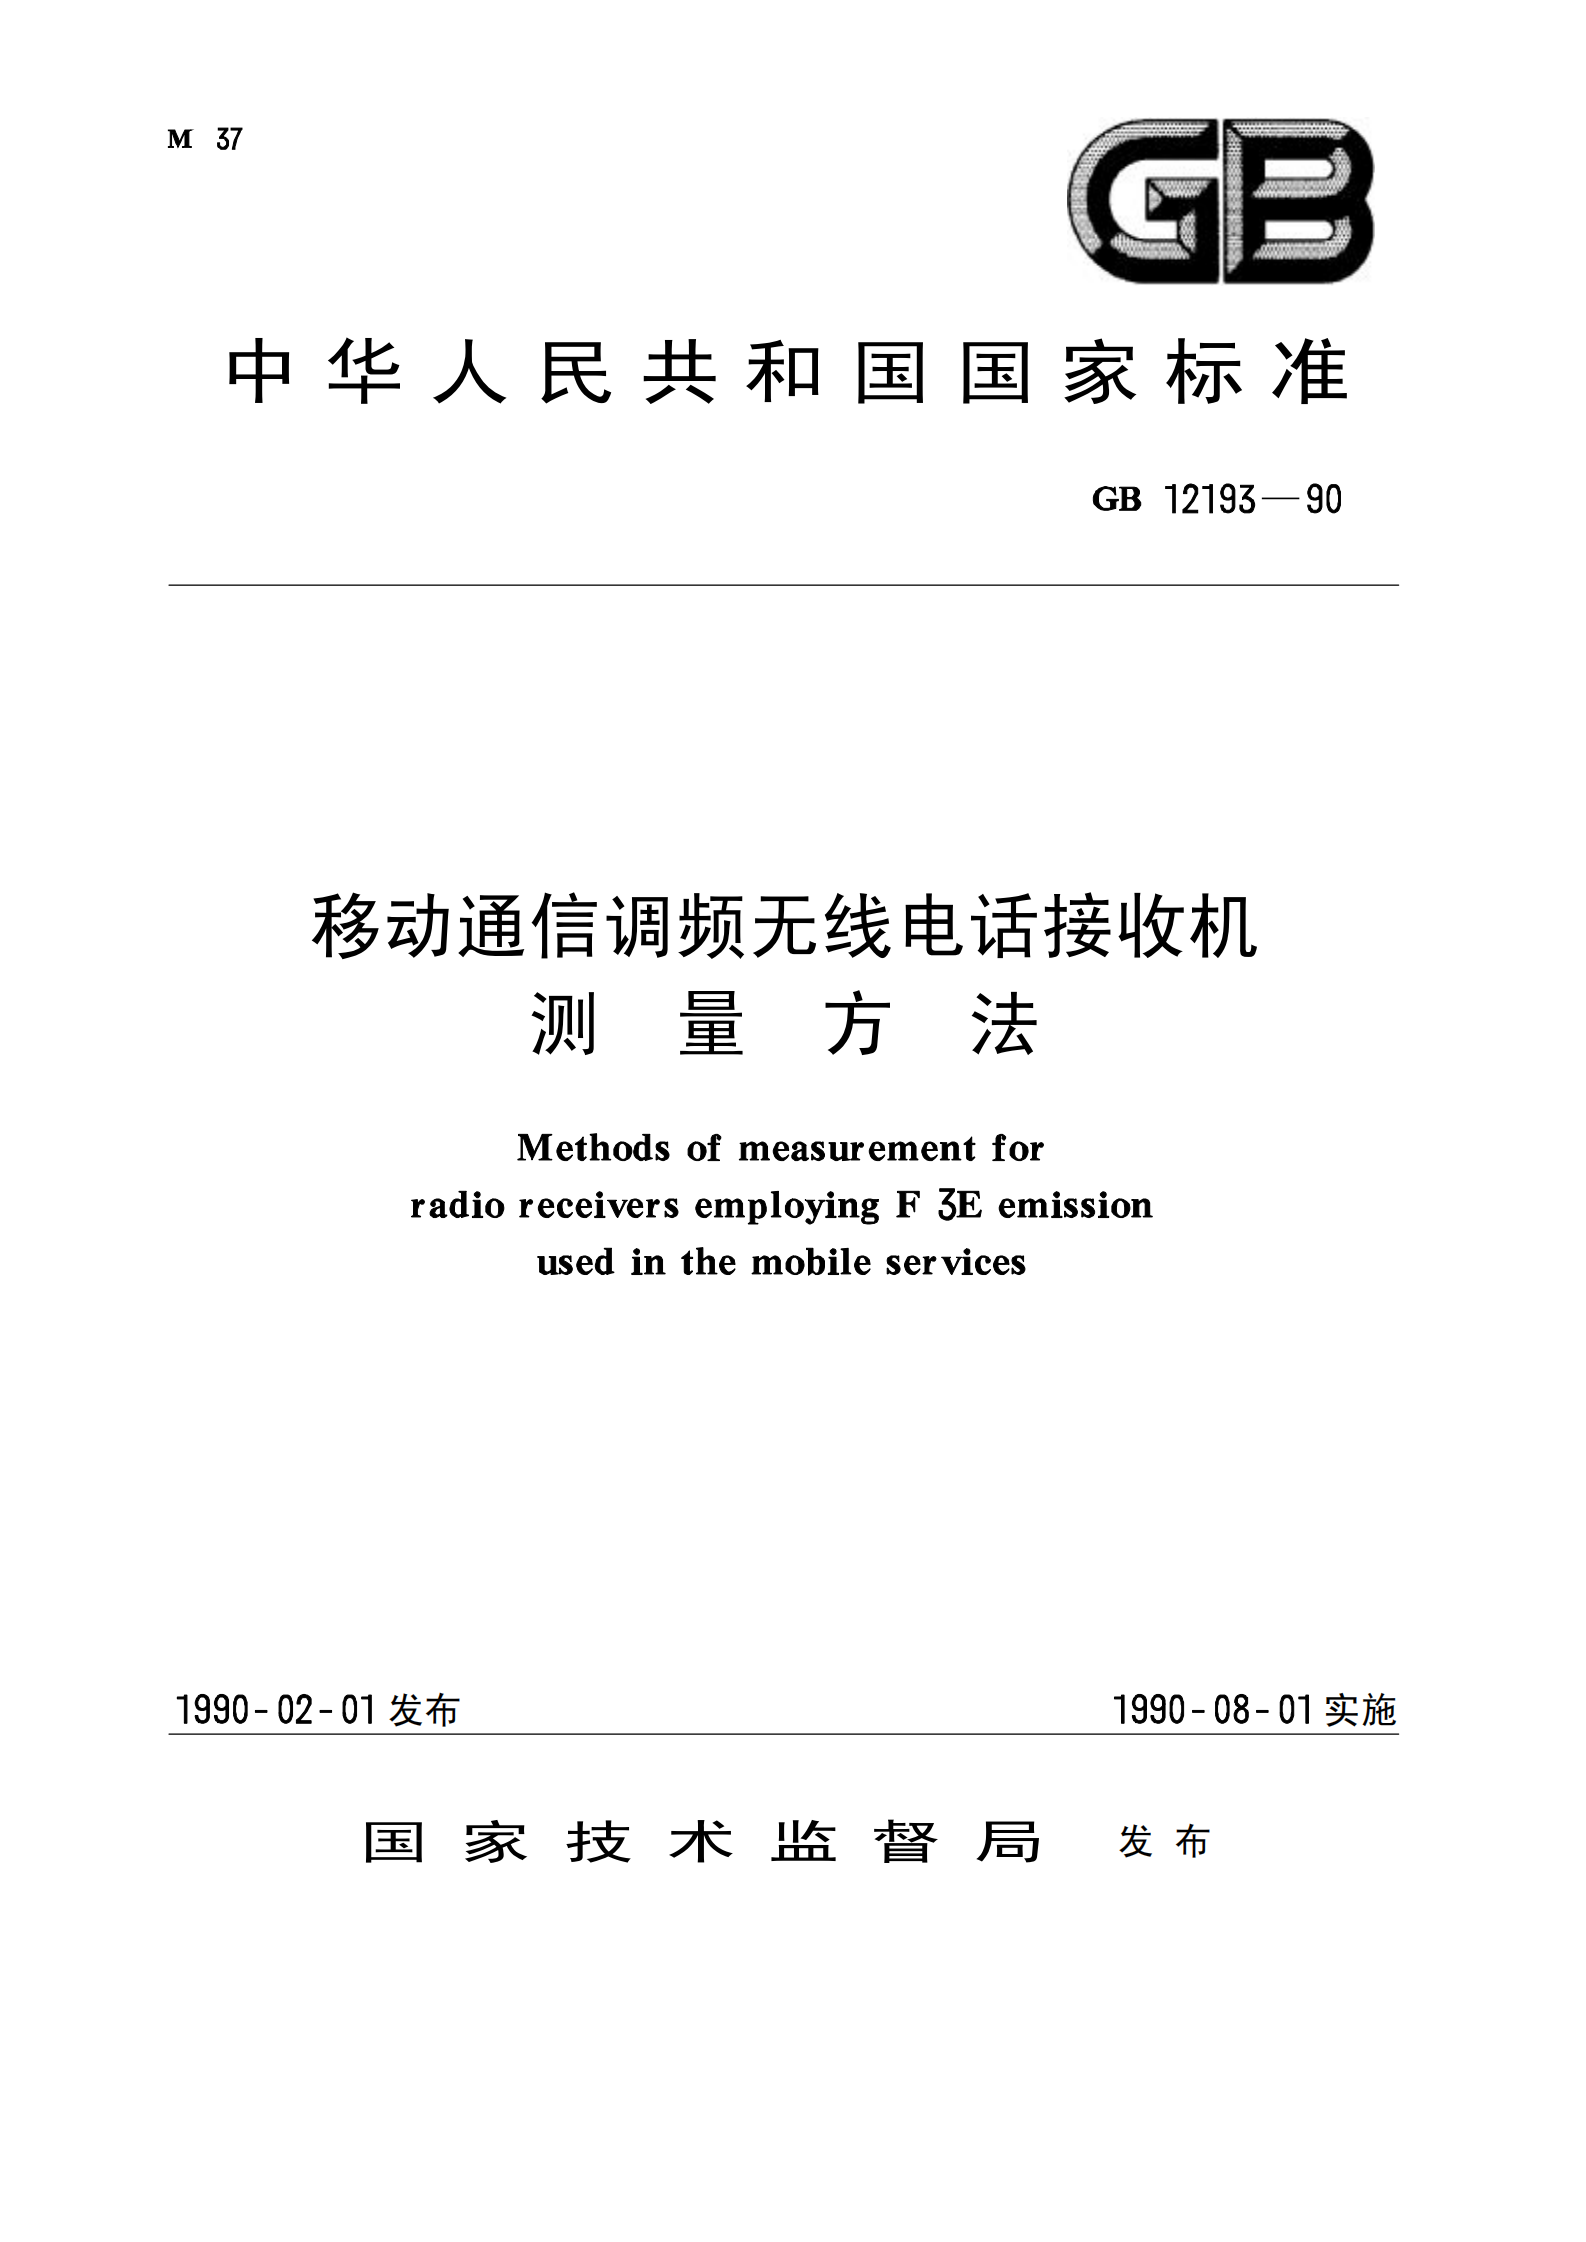 M 37
GB
中华人民共和国国家标准
GB 12193—90
移动通信调频无线电话接收机
测量方法
Methods of measurement for
radio receivers employing F 3E emission
used in the mobile services
1990-02-01 发布 1990-08-01 实施
国家技术监督局 发布